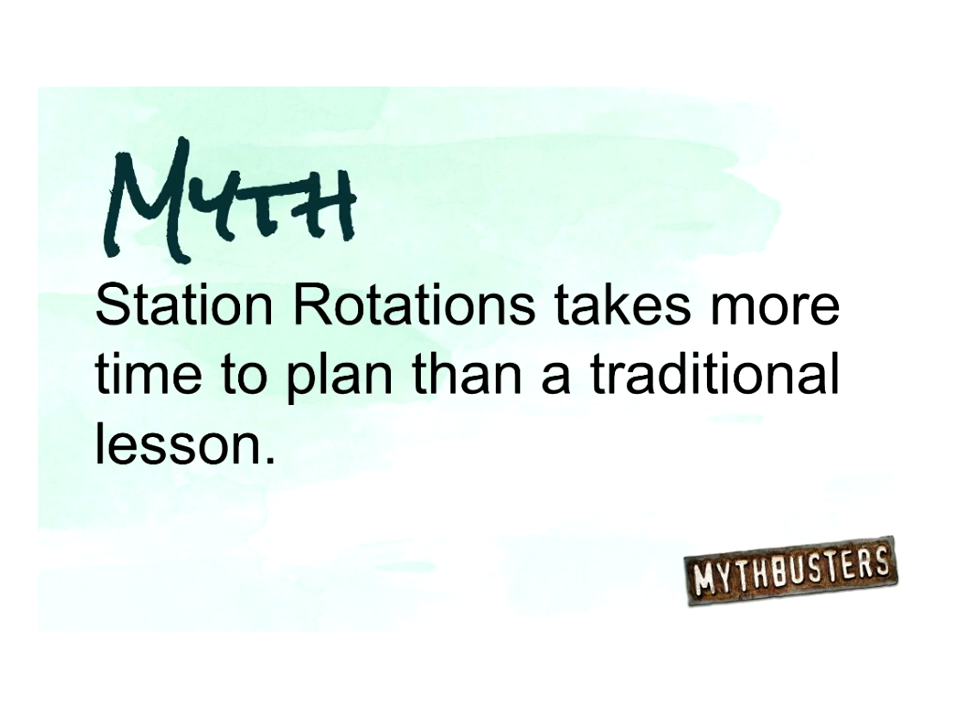 Myth
Station Rotations takes more
time to plan than a traditional
lesson.
MYTHBUSTERS